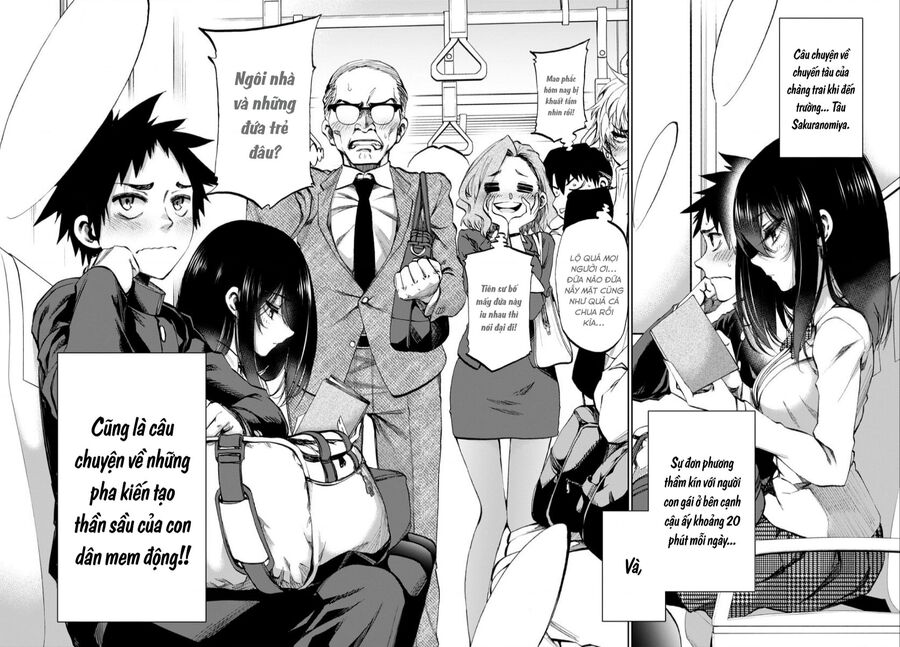 Câu chuyện về
chuyến tàu của
chàng trai khi đến
trường... Tàu
Sakuranomiya.
Sự đơn phương
thầm kín với người
con gái ở bên cạnh
cậu ấy khoảng 20
phút mỗi ngày...
Và,
Mao phắc
hôm nay bị
khuất tầm
nhìn rồi!
LỘ QUÁ MỌI
NGƯỜI ƠI...
ĐỨA NÀO ĐỨA
NẤY MẶT CŨNG
NHƯ QUẢ CÀ
CHUA RỒI
KÌA...
Tiên sư bố
mấy đứa này
iu nhau thì
nói đại đi!
Ngôi nhà
và những
đứa trẻ
đâu?
Cũng là câu
chuyện về những
pha kiến tạo
thần sầu của con
dân mem động!!